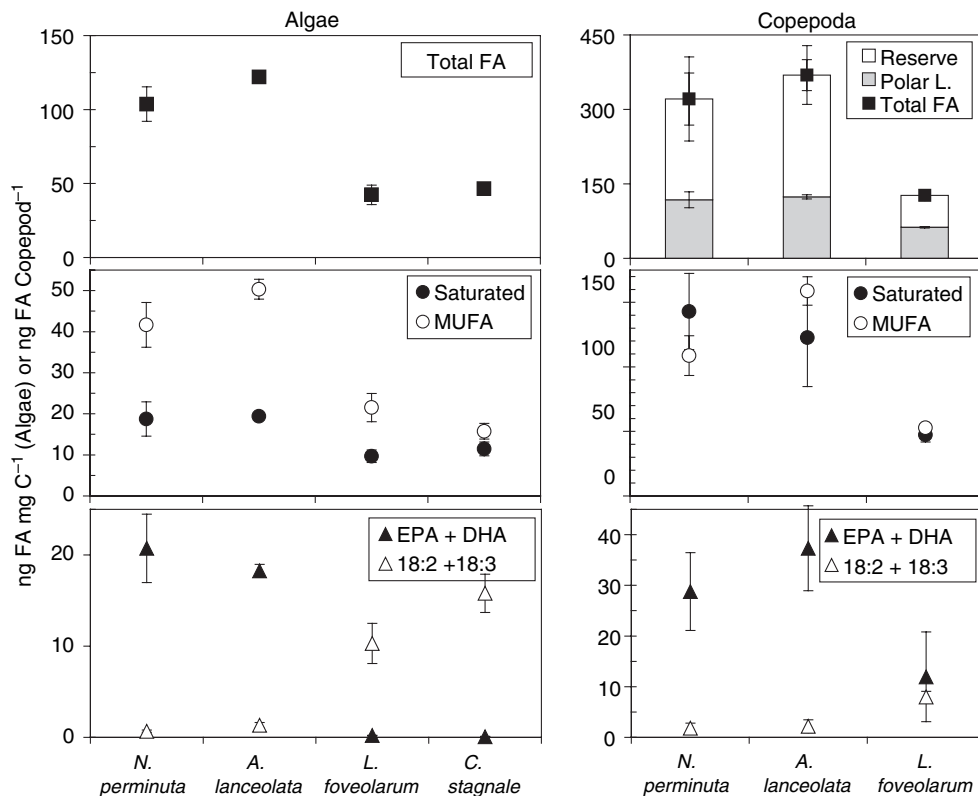 Algae
Copepoda
ng FA mg C⁻¹ (Algae) or ng FA Copepod⁻¹
150
100
50
0
Total FA
450
300
150
0
Reserve
Polar L.
Total FA
50
40
30
20
10
0
Saturated
MUFA
150
100
50
0
Saturated
MUFA
20
10
0
EPA + DHA
18:2 +18:3
40
30
20
10
0
EPA + DHA
18:2 + 18:3
N. perminuta
A. lanceolata
L. foveolarum
C. stagnale
N. perminuta
A. lanceolata
L. foveolarum